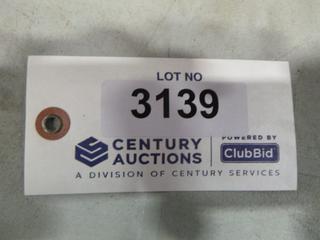 LOT NO
3139
CENTURY AUCTIONS
POWERED BY
ClubBid
A DIVISION OF CENTURY SERVICES